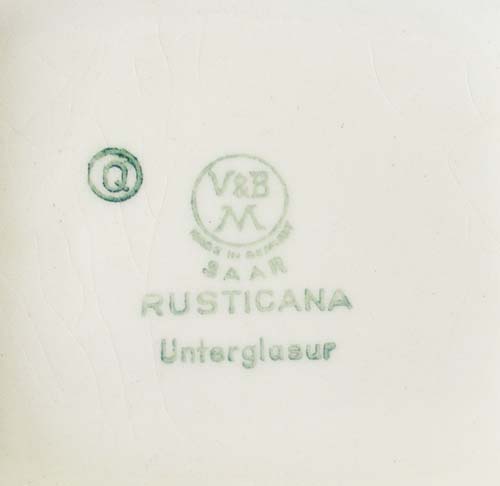 Q
V&B
M
MADE IN GERMANY
SAAR
RUSTICANA
Unterglasur